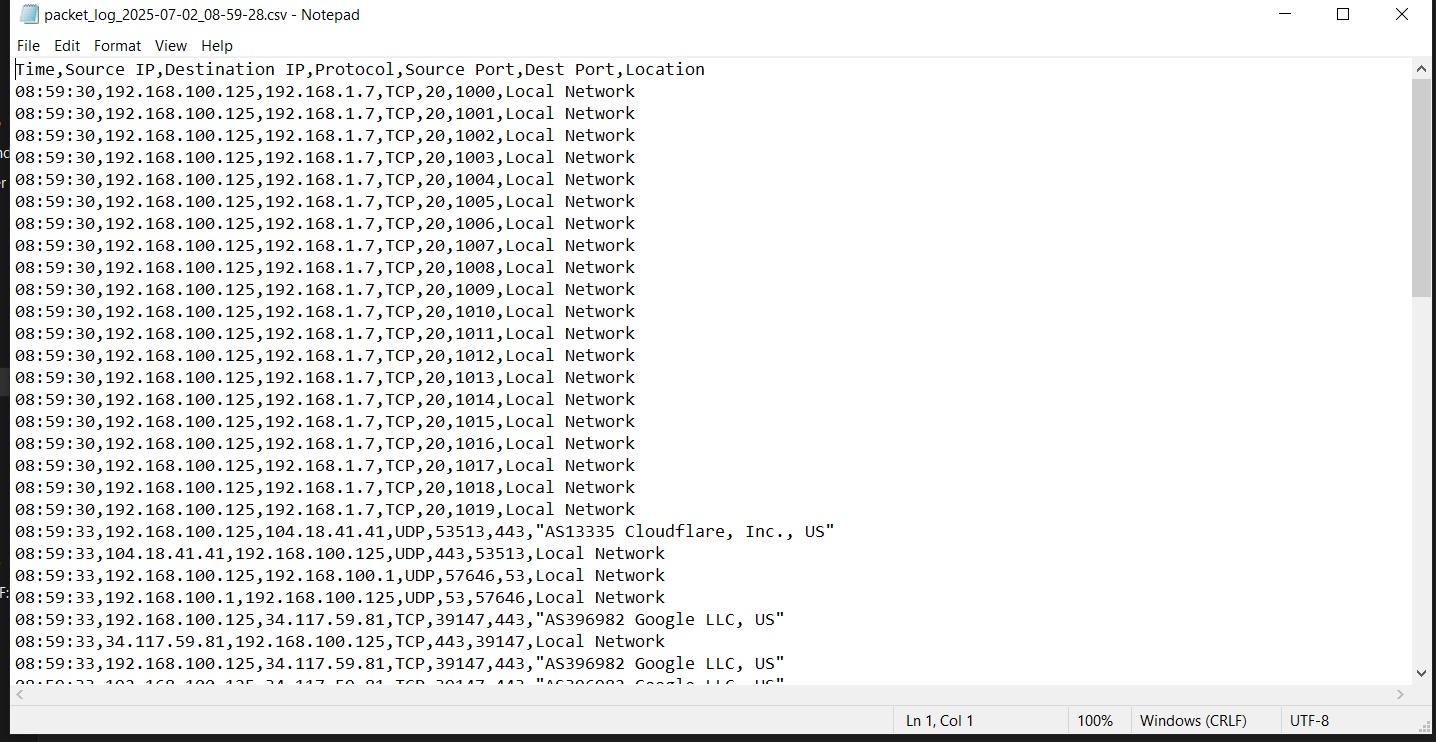 packet_log_2025-07-02_08-59-28.csv - Notepad
File Edit Format View Help
Time,Source IP,Destination IP,Protocol,Source Port,Dest Port,Location
08:59:30,192.168.100.125,192.168.1.7,TCP,20,1000,Local Network
08:59:30,192.168.100.125,192.168.1.7,TCP,20,1001,Local Network
08:59:30,192.168.100.125,192.168.1.7,TCP,20,1002,Local Network
08:59:30,192.168.100.125,192.168.1.7,TCP,20,1003,Local Network
08:59:30,192.168.100.125,192.168.1.7,TCP,20,1004,Local Network
08:59:30,192.168.100.125,192.168.1.7,TCP,20,1005,Local Network
08:59:30,192.168.100.125,192.168.1.7,TCP,20,1006,Local Network
08:59:30,192.168.100.125,192.168.1.7,TCP,20,1007,Local Network
08:59:30,192.168.100.125,192.168.1.7,TCP,20,1008,Local Network
08:59:30,192.168.100.125,192.168.1.7,TCP,20,1009,Local Network
08:59:30,192.168.100.125,192.168.1.7,TCP,20,1010,Local Network
08:59:30,192.168.100.125,192.168.1.7,TCP,20,1011,Local Network
08:59:30,192.168.100.125,192.168.1.7,TCP,20,1012,Local Network
08:59:30,192.168.100.125,192.168.1.7,TCP,20,1013,Local Network
08:59:30,192.168.100.125,192.168.1.7,TCP,20,1014,Local Network
08:59:30,192.168.100.125,192.168.1.7,TCP,20,1015,Local Network
08:59:30,192.168.100.125,192.168.1.7,TCP,20,1016,Local Network
08:59:30,192.168.100.125,192.168.1.7,TCP,20,1017,Local Network
08:59:30,192.168.100.125,192.168.1.7,TCP,20,1018,Local Network
08:59:30,192.168.100.125,192.168.1.7,TCP,20,1019,Local Network
08:59:33,192.168.100.125,104.18.41.41,UDP,53513,443,"AS13335 Cloudflare, Inc., US"
08:59:33,104.18.41.41,192.168.100.125,UDP,443,53513,Local Network
08:59:33,192.168.100.125,192.168.100.1,UDP,57646,53,Local Network
08:59:33,192.168.100.1,192.168.100.125,UDP,53,57646,Local Network
08:59:33,192.168.100.125,34.117.59.81,TCP,39147,443,"AS396982 Google LLC, US"
08:59:33,34.117.59.81,192.168.100.125,TCP,443,39147,Local Network
08:59:33,192.168.100.125,34.117.59.81,TCP,39147,443,"AS396982 Google LLC, US"
08:59:33,192.168.100.125,34.117.59.81,TCP,39147,443,"AS396982 Google LLC, US"
Ln 1, Col 1 100% Windows (CRLF) UTF-8